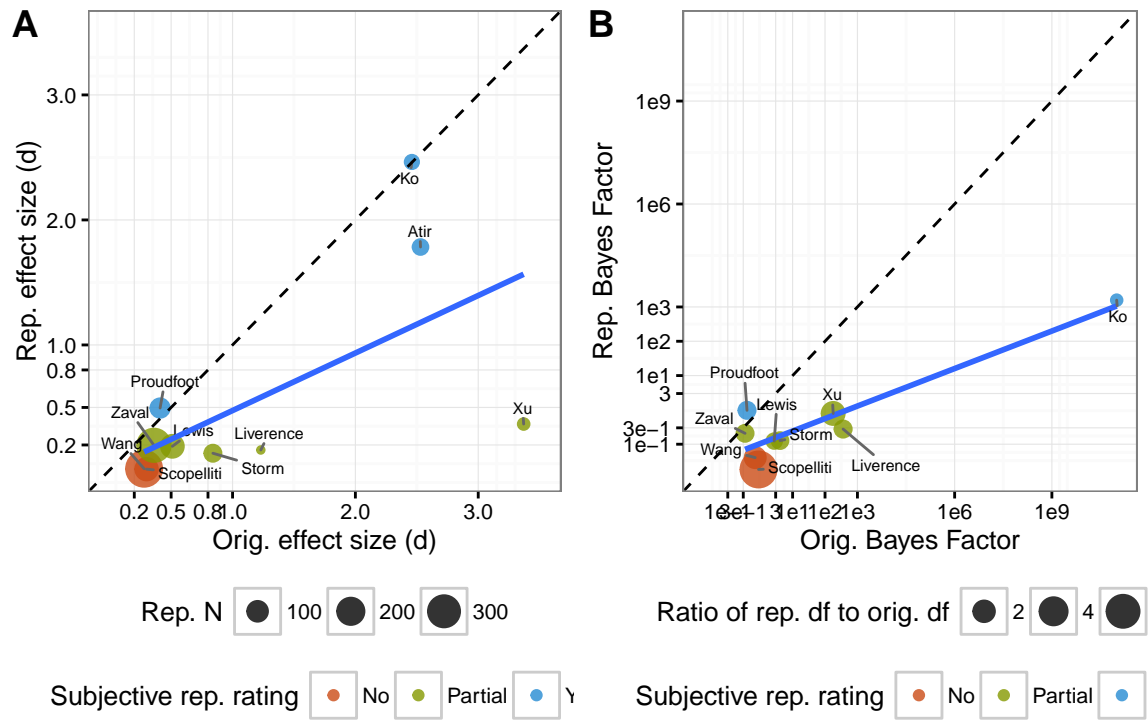 A
Rep. effect size (d)
3.0
2.0
1.0
0.8
0.5
0.2
Ko
Atir
Proudfoot
Zaval
Lewis
Wang
Scopelliti
Storm
Liverence
Xu
0.2 0.5 0.8 1.0 2.0 3.0
Orig. effect size (d)
Rep. N 100 200 300
Subjective rep. rating No Partial Y
B
Rep. Bayes Factor
1e9
1e6
1e3
1e2
1e1
3
3e-1
1e-1
Ko
Proudfoot
Zaval
Lewis
Xu
Wang
Storm
Scopelliti
Liverence
3 1e1 1e2 1e3 1e6 1e9
Orig. Bayes Factor
Ratio of rep. df to orig. df 2 4
Subjective rep. rating No Partial